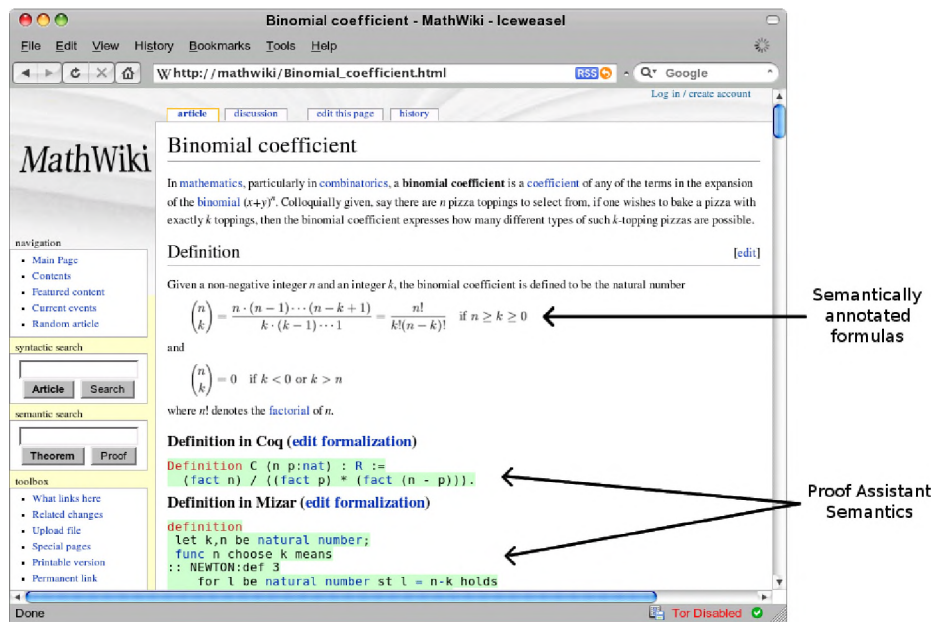 Binomial coefficient - MathWiki - Iceweasel
File Edit View History Bookmarks Tools Help
W http://mathwiki/Binomial_coefficient.html RSS Google
Log in / create account
article discussion edit this page history
MathWiki
Binomial coefficient
In mathematics, particularly in combinatorics, a binomial coefficient is a coefficient of any of the terms in the expansion
of the binomial (x+y)ⁿ. Colloquially given, say there are n pizza toppings to select from, if one wishes to bake a pizza with
exactly k toppings, then the binomial coefficient expresses how many different types of such k-topping pizzas are possible.
navigation
Main Page
Contents
Featured content
Current events
Random article
syntactic search
Article Search
semantic search
Theorem Proof
toolbox
What links here
Related changes
Upload file
Special pages
Printable version
Permanent link
Definition [edit]
Given a non-negative integer n and an integer k, the binomial coefficient is defined to be the natural number
(n k) = n · (n − 1) ⋯ (n − k + 1) / k · (k − 1) ⋯ 1 = n! / k!(n − k)! if n ≥ k ≥ 0
and
(n k) = 0 if k < 0 or k > n
where n! denotes the factorial of n.
Definition in Coq (edit formalization)
Definition C (n p:nat) : R :=
(fact n) / ((fact p) * (fact (n - p))).
Definition in Mizar (edit formalization)
definition
let k,n be natural number;
func n choose k means
:: NEWTON:def 3
for l be natural number st l = n-k holds
Semantically
annotated
formulas
Proof Assistant
Semantics
Done Tor Disabled